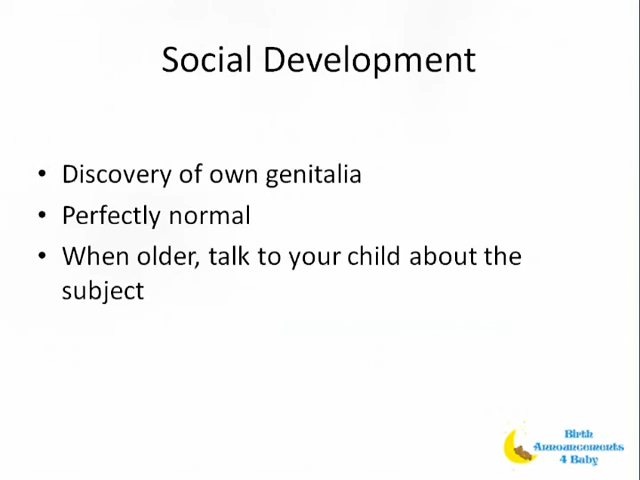 Social Development
• Discovery of own genitalia
• Perfectly normal
• When older, talk to your child about the
subject
Birth
Announcements
4 Baby